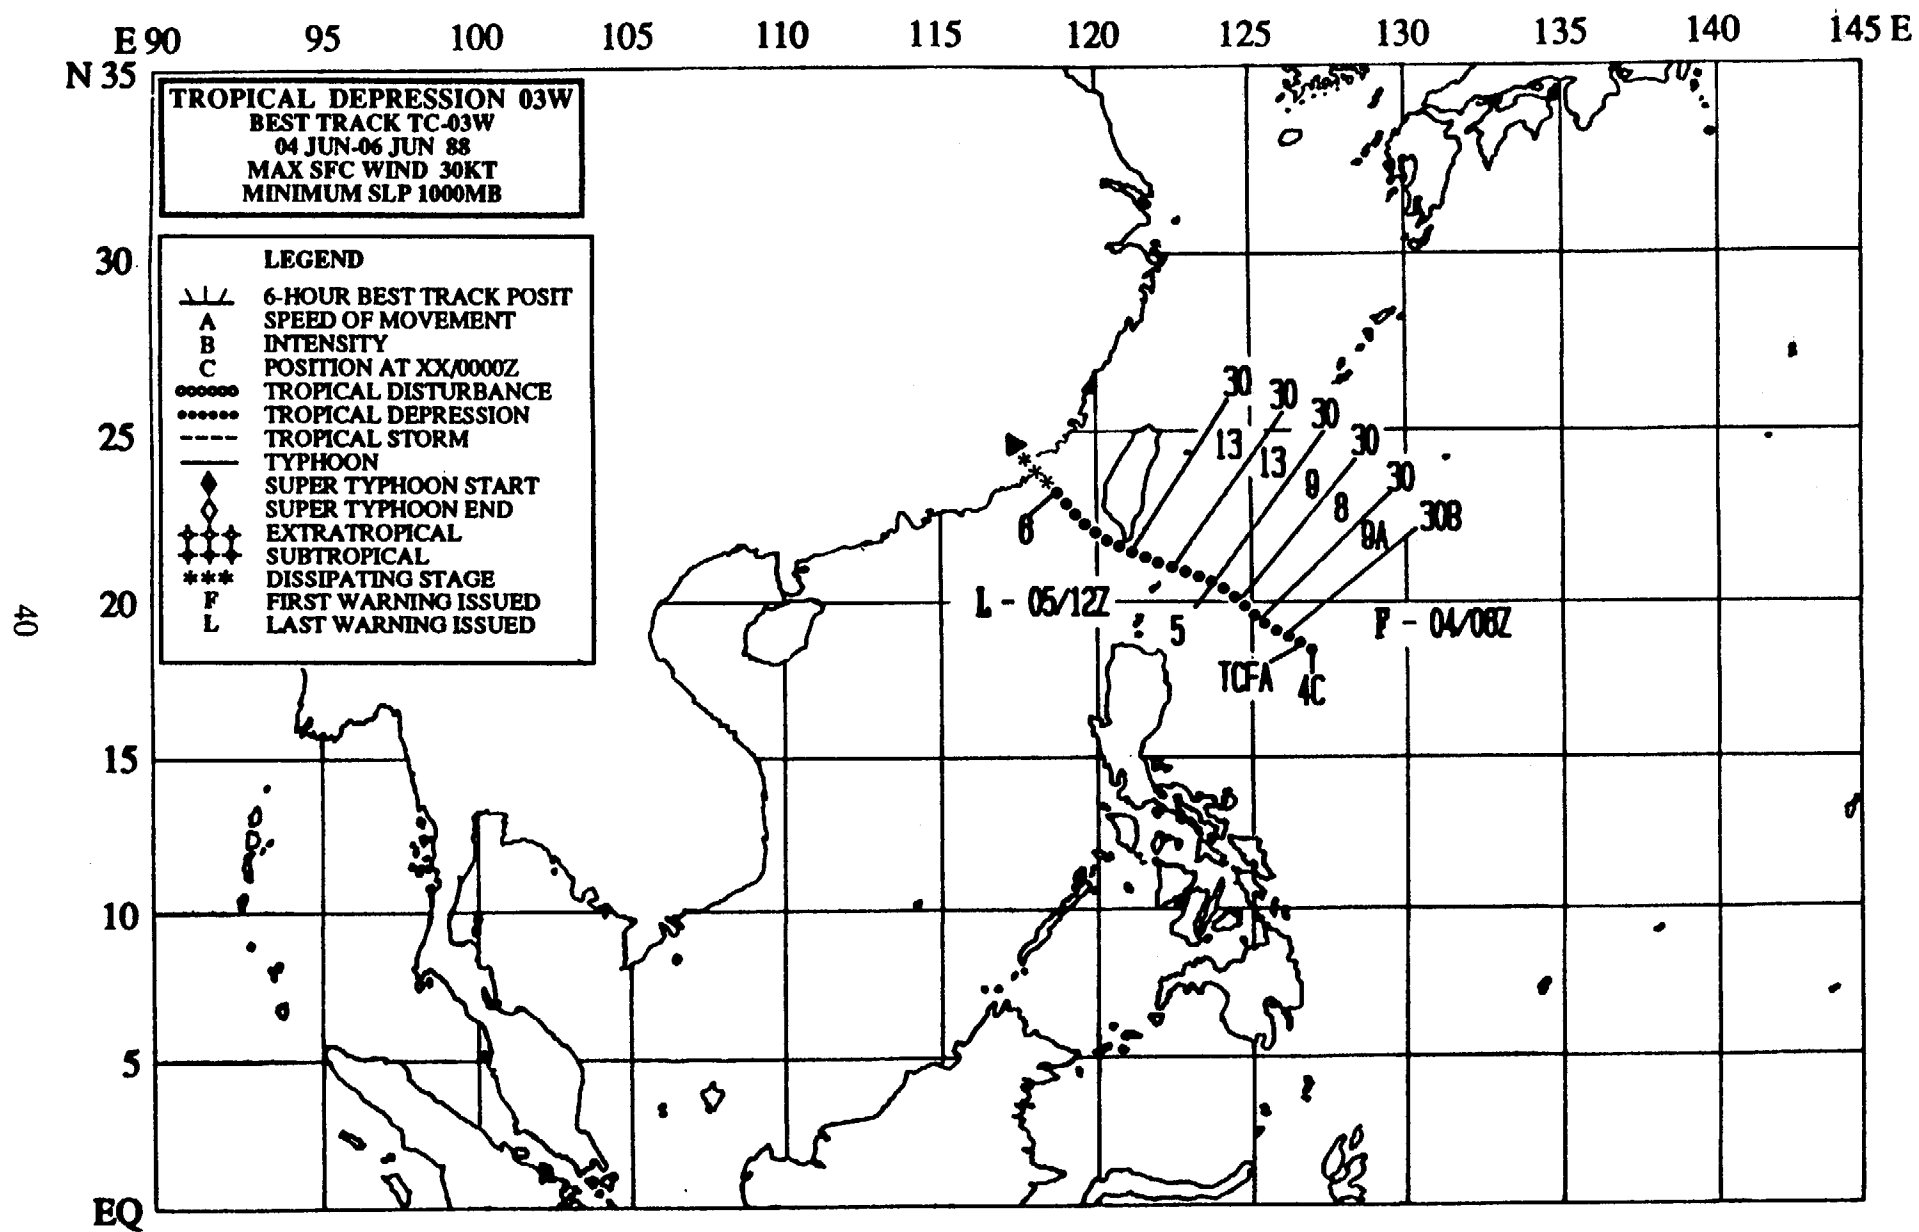 E 90 95 100 105 110 115 120 125 130 135 140 145 E
N 35
TROPICAL DEPRESSION 03W
BEST TRACK TC-03W
04 JUN-06 JUN 88
MAX SFC WIND 30KT
MINIMUM SLP 1000MB
LEGEND
6-HOUR BEST TRACK POSIT
A SPEED OF MOVEMENT
B INTENSITY
C POSITION AT XX/0000Z
TROPICAL DISTURBANCE
TROPICAL DEPRESSION
TROPICAL STORM
TYPHOON
SUPER TYPHOON START
SUPER TYPHOON END
EXTRATROPICAL
SUBTROPICAL
*** DISSIPATING STAGE
F FIRST WARNING ISSUED
L LAST WARNING ISSUED
30
25
20
15
10
5
EQ
40
30
30
30
30
30
30B
13
13
9
8
9A
6
L - 05/12Z
5
F - 04/06Z
TCFA
4C